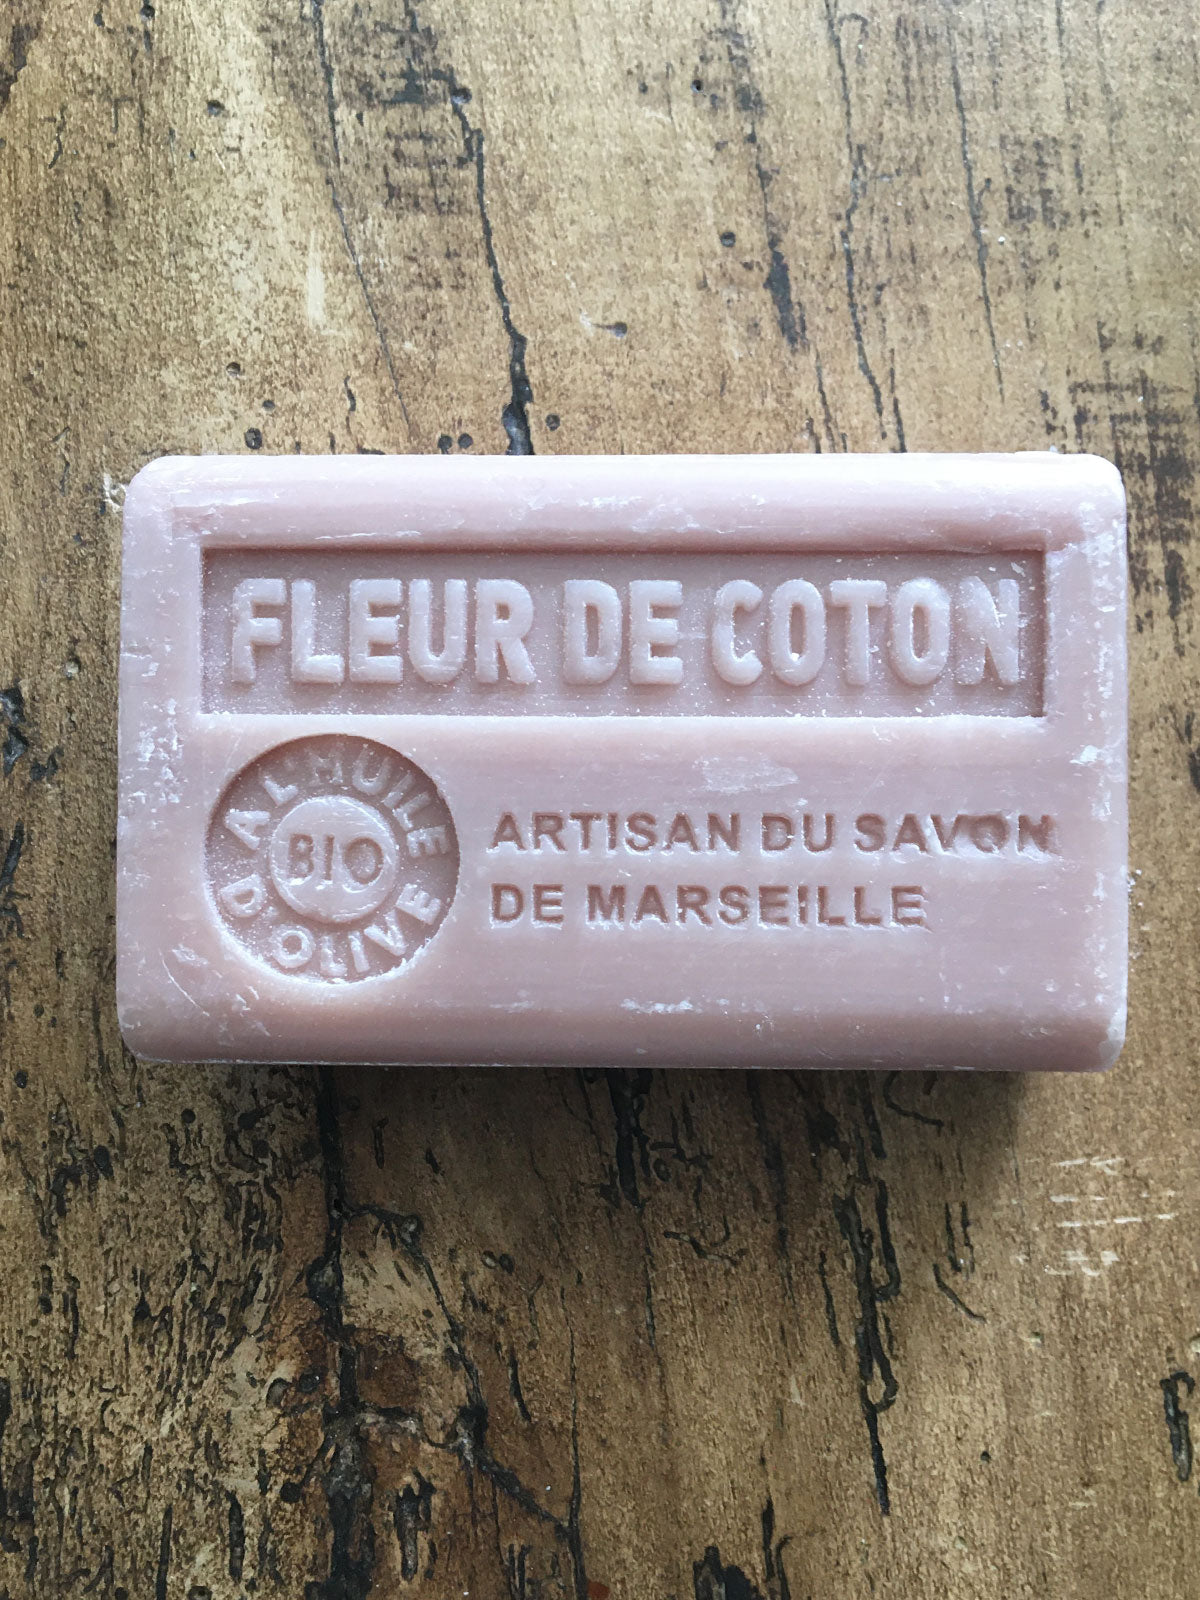 FLEUR DE COTON
A L'HUILE
D'OLIVE
BIO
ARTISAN DU SAVON
DE MARSEILLE